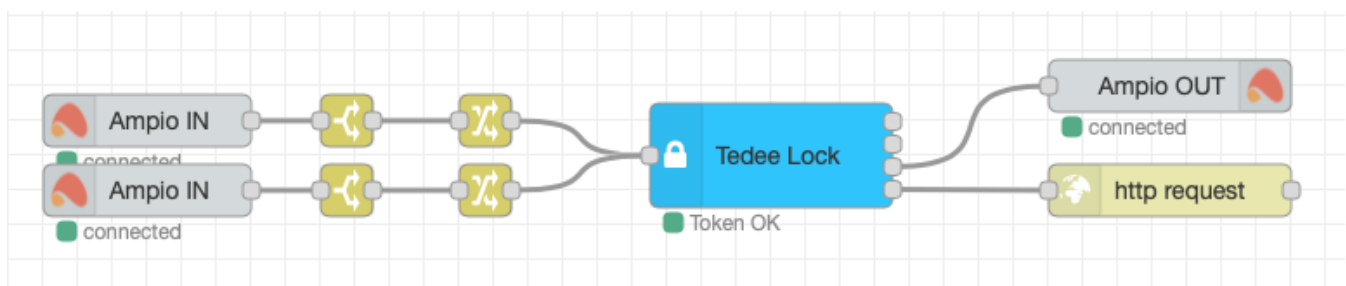 Ampio IN
connected
Ampio IN
connected
Tedee Lock
Token OK
Ampio OUT
connected
http request